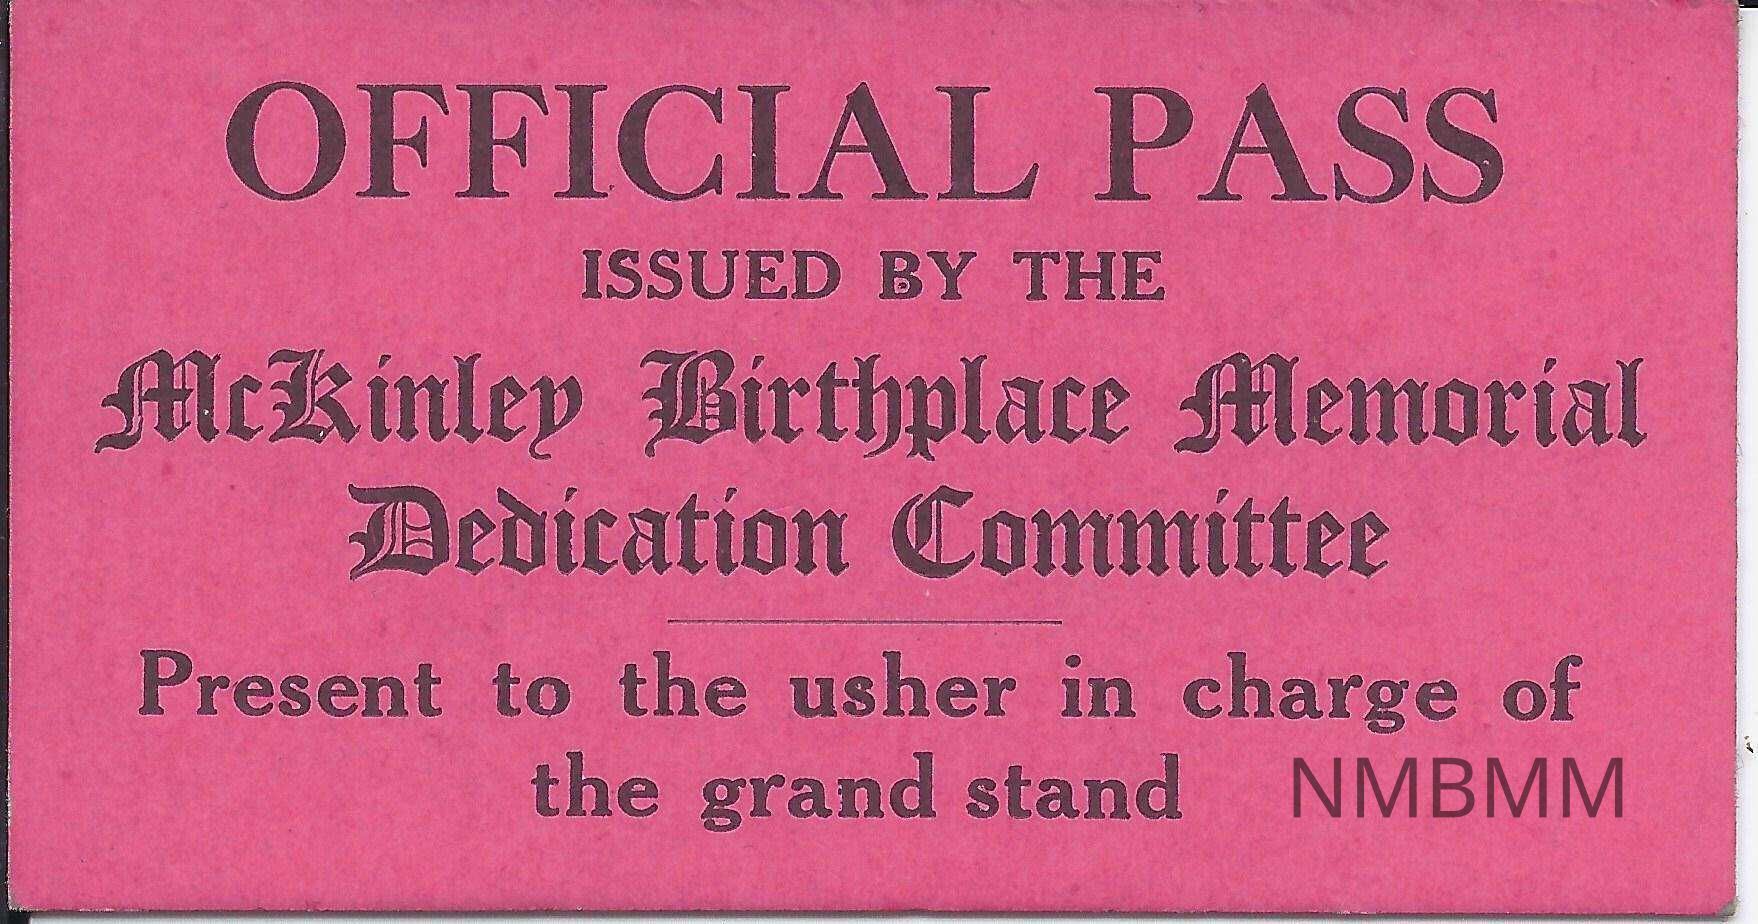 OFFICIAL PASS
ISSUED BY THE
McKinley Birthplace Memorial
Dedication Committee
Present to the usher in charge of
the grand stand NMBMM